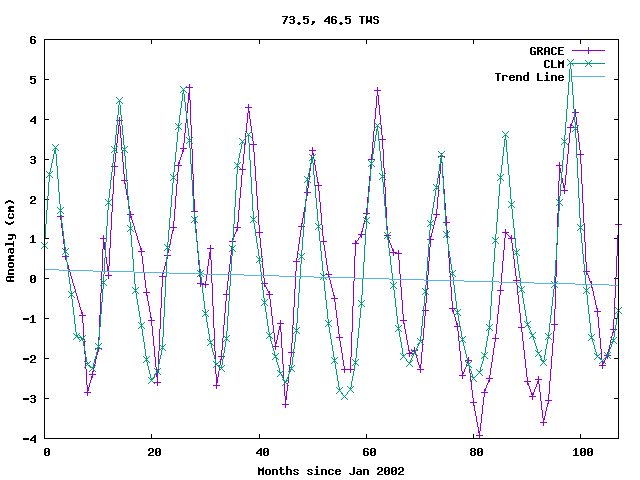 73.5, 46.5 TWS
GRACE
CLM
Trend Line
6
5
4
3
2
1
0
-1
-2
-3
-4
Anomaly (cm)
0 20 40 60 80 100
Months since Jan 2002